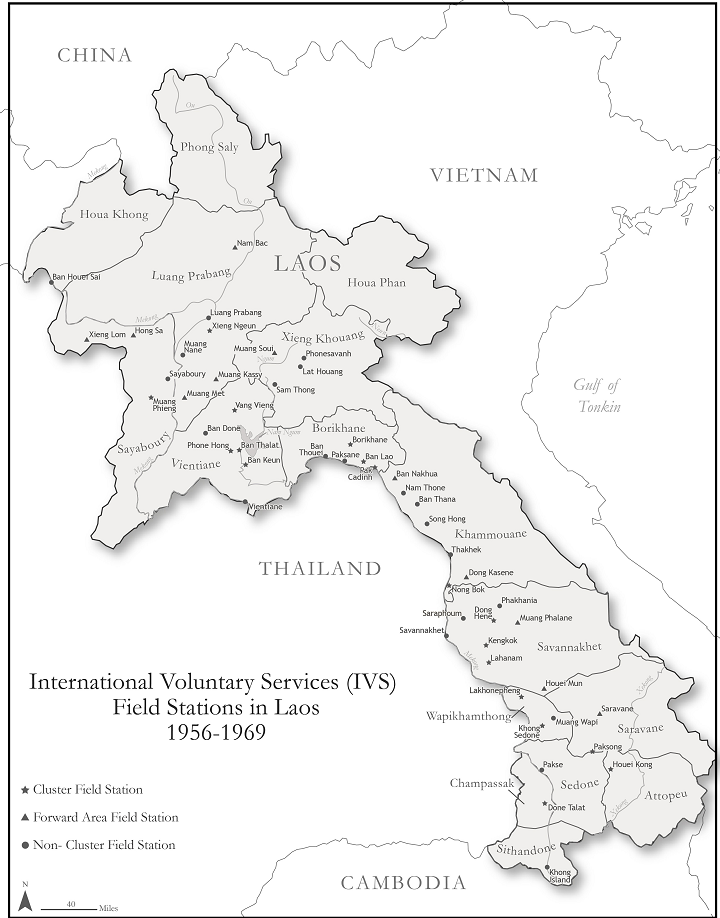 CHINA
Ou
Phong Saly
VIETNAM
Mekong
Ou
Houa Khong
Nam Bac
LAOS
Luang Prabang
Ban Houei Sai
Houa Phan
Luang Prabang
Mekong
Xieng Ngeun
Xieng Lom
Hong Sa
Xieng Khouang
Muang
Nane
Muang Soui
Phonesavanh
Ngum
Lat Houang
Sayaboury
Muang Kassy
Gulf of
Tonkin
Sam Thong
Muang Met
Muang
Phieng
Vang Vieng
Ban Done
Nam Ngum
Borikhane
Sayaboury
Phone Hong
Ban Thalat
Borikhane
Ban
Thouei
Paksane
Ban Lao
Vientiane
Ban Keun
Mekong
Pak
Cadinh
Ban Nakhua
Nam Thone
Ban Thana
Vientiane
Song Hong
Khammouane
Thakhek
THAILAND
Dong Kasene
Nong Bok
Phakhania
Saraphoum
Dong
Hene
Muang Phalane
Savannakhet
Kengkok
Savannakhet
Mekong
Lahanam
International Voluntary Services (IVS)
Field Stations in Laos
1956-1969
Houei Mun
Lakhonepheng
Xekong
Wapikhamthong
Saravane
Muang Wapi
Khong
Sedone
Saravane
Paksong
Pakse
Houei Kong
Champassak
Sedone
Attopeu
Xekong
Done Talat
Cluster Field Station
Forward Area Field Station
Non- Cluster Field Station
Sithandone
Khong
Island
CAMBODIA
N
40
Miles